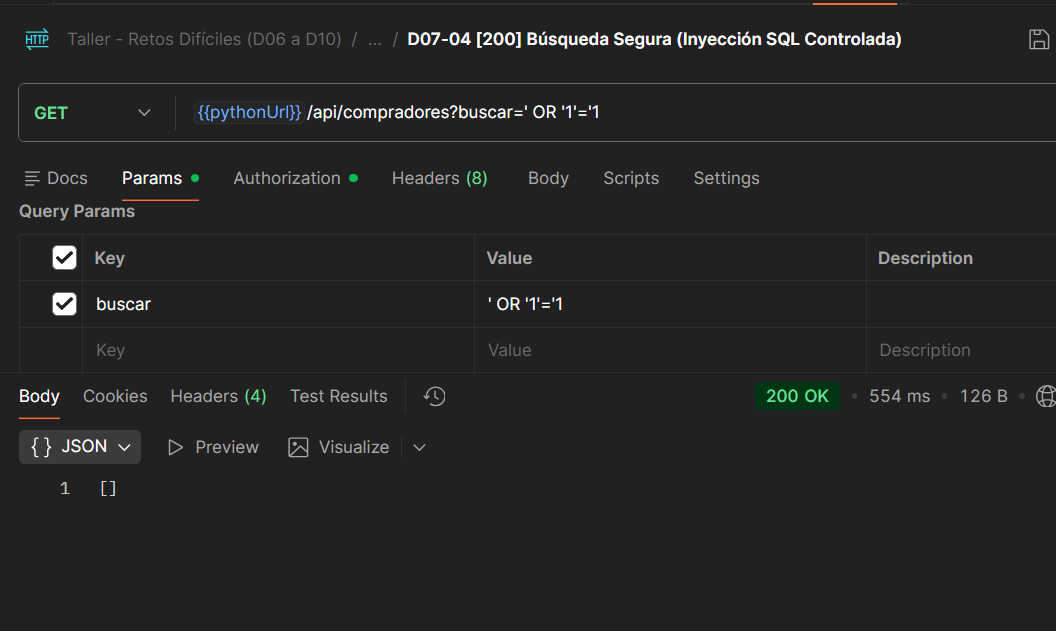 HTTP Taller - Retos Difíciles (D06 a D10) / ... / D07-04 [200] Búsqueda Segura (Inyección SQL Controlada)
GET {{pythonUrl}} /api/compradores?buscar=' OR '1'='1
Docs Params Authorization Headers (8) Body Scripts Settings
Query Params
Key Value Description
buscar ' OR '1'='1
Key Value Description
Body Cookies Headers (4) Test Results 200 OK • 554 ms • 126 B •
{} JSON Preview Visualize
1 []